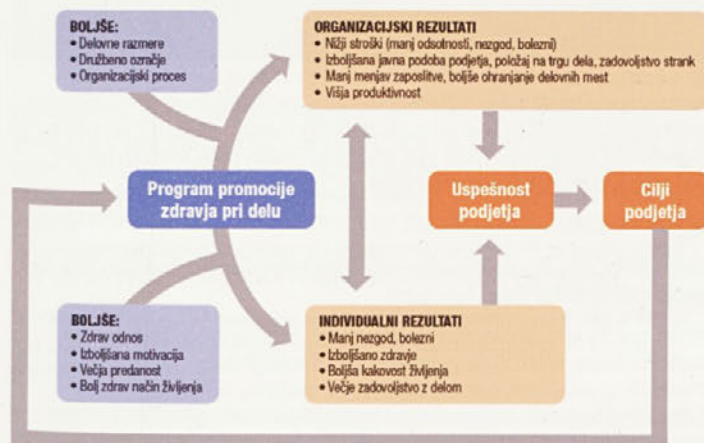 BOLJŠE:
• Delovne razmere
• Družbeno ozračje
• Organizacijski proces
ORGANIZACIJSKI REZULTATI
• Nižji stroški (manj odsotnosti, nezgod, bolezni)
• Izboljšana javna podoba podjetja, položaj na trgu dela, zadovoljstvo strank
• Manj menjav zaposlitve, boljše ohranjanje delovnih mest
• Višja produktivnost
Program promocije
zdravja pri delu
Uspešnost
podjetja
Cilji
podjetja
BOLJŠE:
• Zdrav odnos
• Izboljšana motivacija
• Večja predanost
• Bolj zdrav način življenja
INDIVIDUALNI REZULTATI
• Manj nezgod, bolezni
• Izboljšano zdravje
• Boljša kakovost življenja
• Večje zadovoljstvo z delom